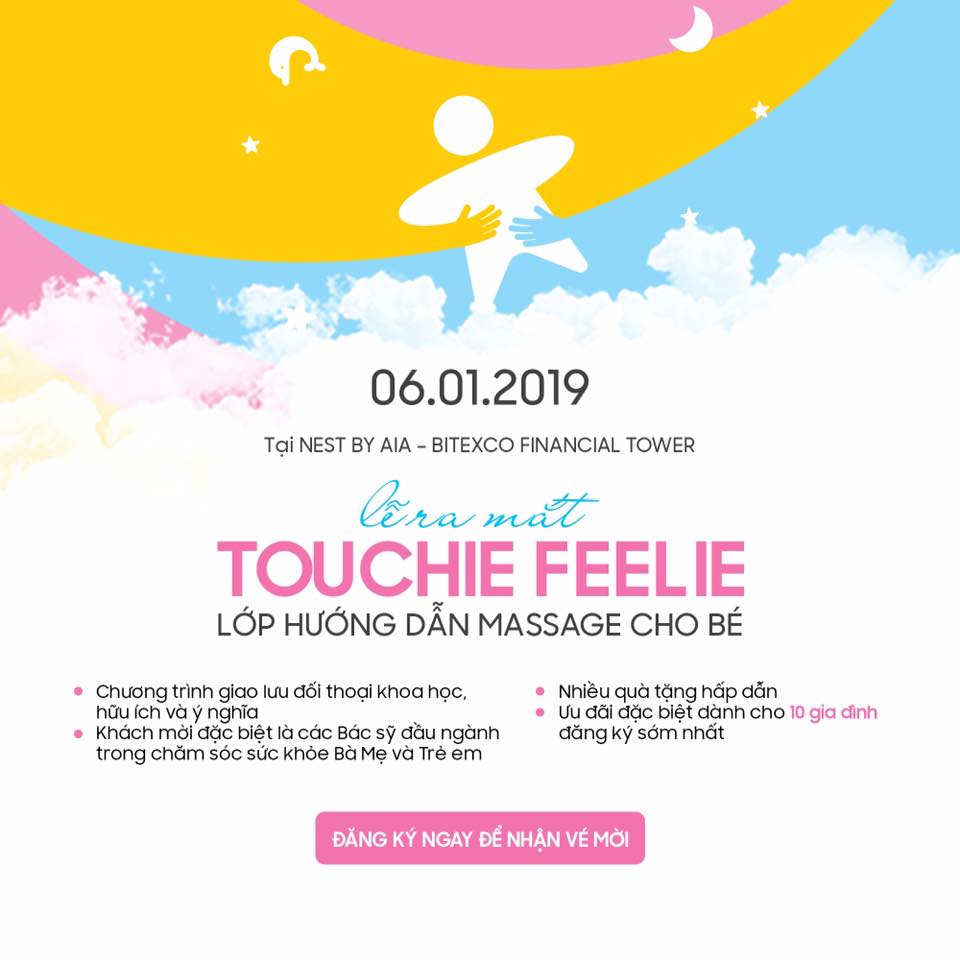 06.01.2019
Tại NEST BY AIA - BITEXCO FINANCIAL TOWER
lễ ra mắt
TOUCHIE FEELIE
LỚP HƯỚNG DẪN MASSAGE CHO BÉ
• Chương trình giao lưu đối thoại khoa học,
hữu ích và ý nghĩa
• Khách mời đặc biệt là các Bác sỹ đầu ngành
trong chăm sóc sức khỏe Bà Mẹ và Trẻ em
• Nhiều quà tặng hấp dẫn
• Ưu đãi đặc biệt dành cho 10 gia đình
đăng ký sớm nhất
ĐĂNG KÝ NGAY ĐỂ NHẬN VÉ MỜI